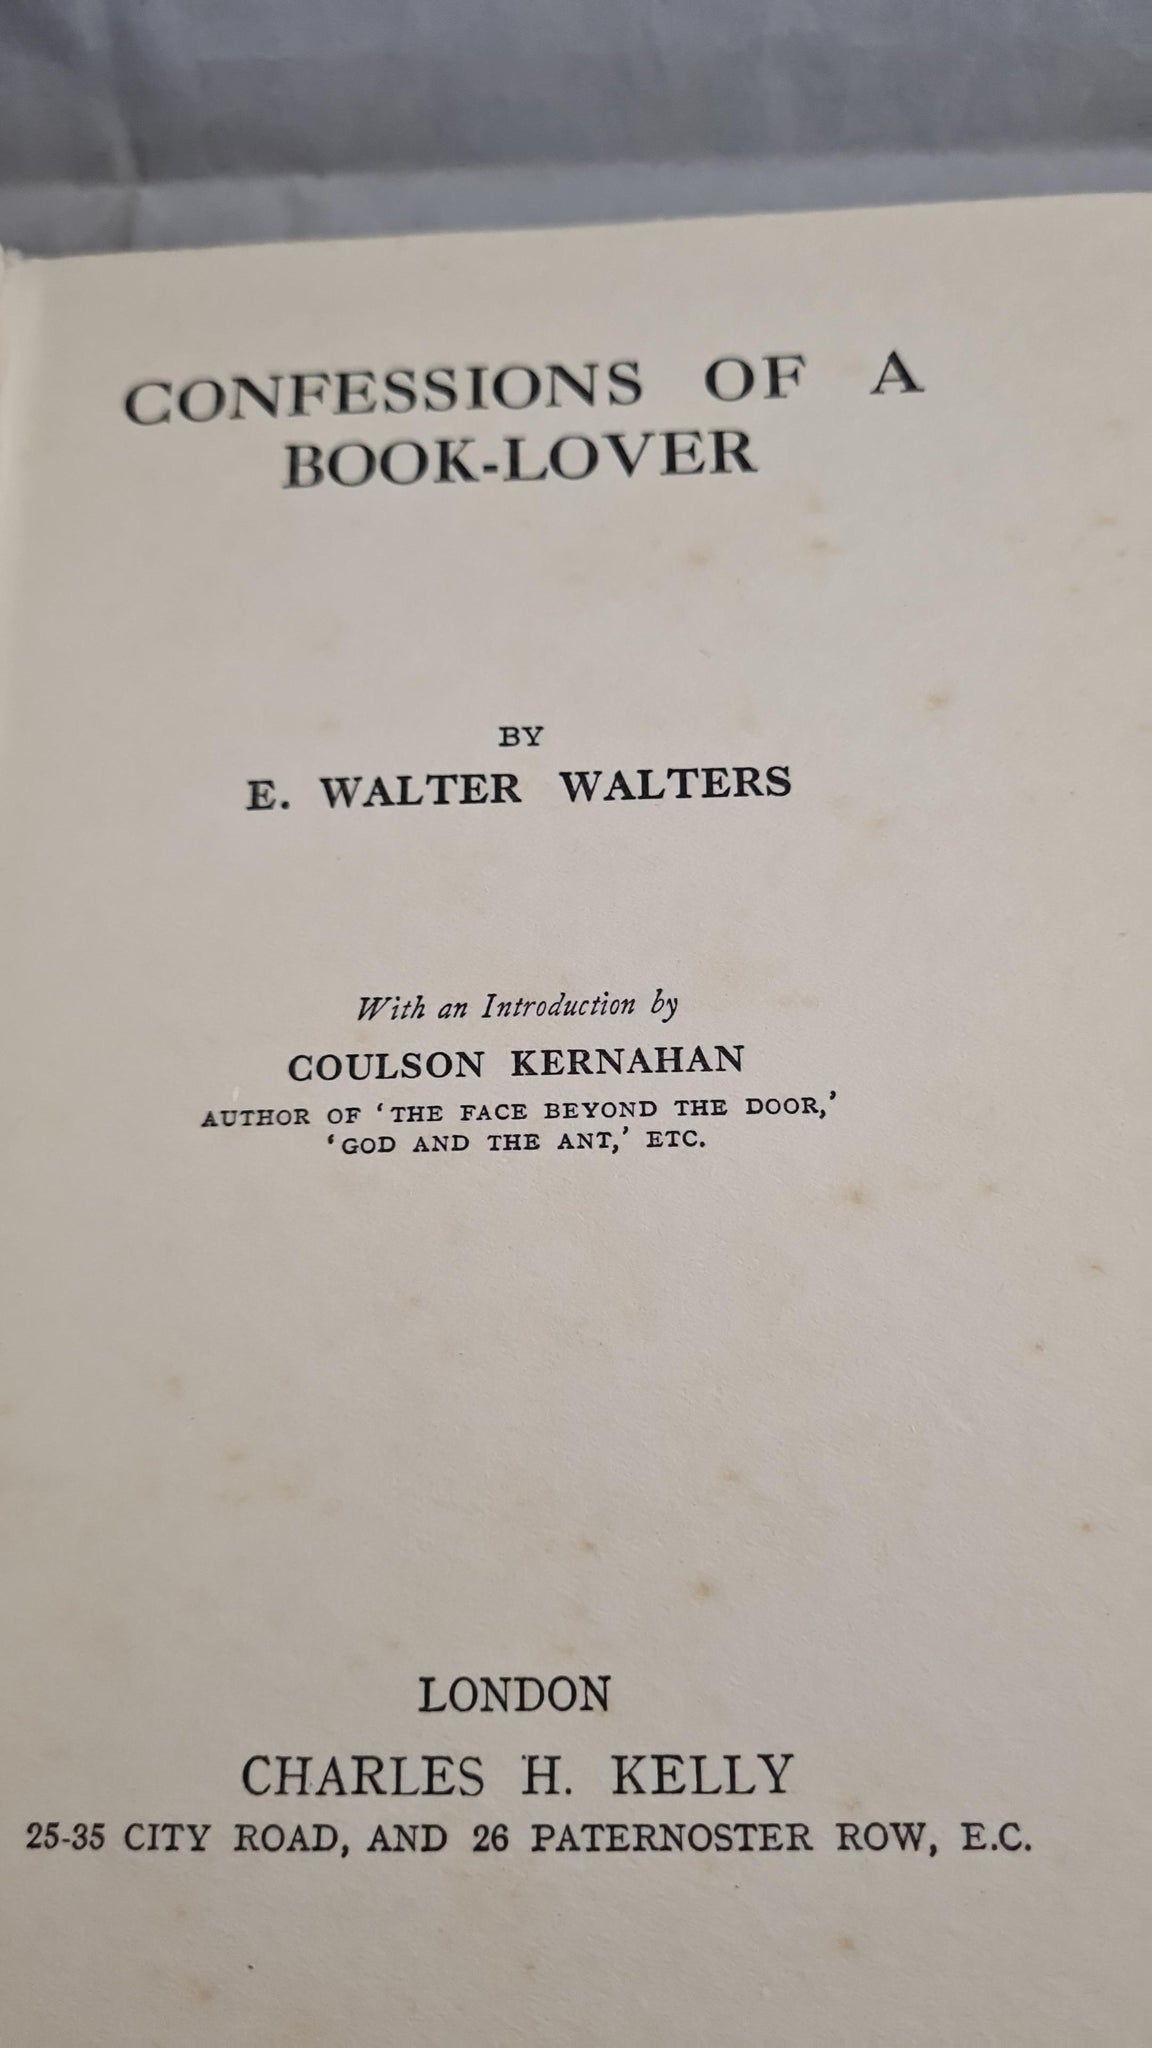 CONFESSIONS OF A
BOOK-LOVER
BY
E. WALTER WALTERS
With an Introduction by
COULSON KERNAHAN
AUTHOR OF ‘THE FACE BEYOND THE DOOR,’
‘GOD AND THE ANT,’ ETC.
LONDON
CHARLES H. KELLY
25-35 CITY ROAD, AND 26 PATERNOSTER ROW, E.C.